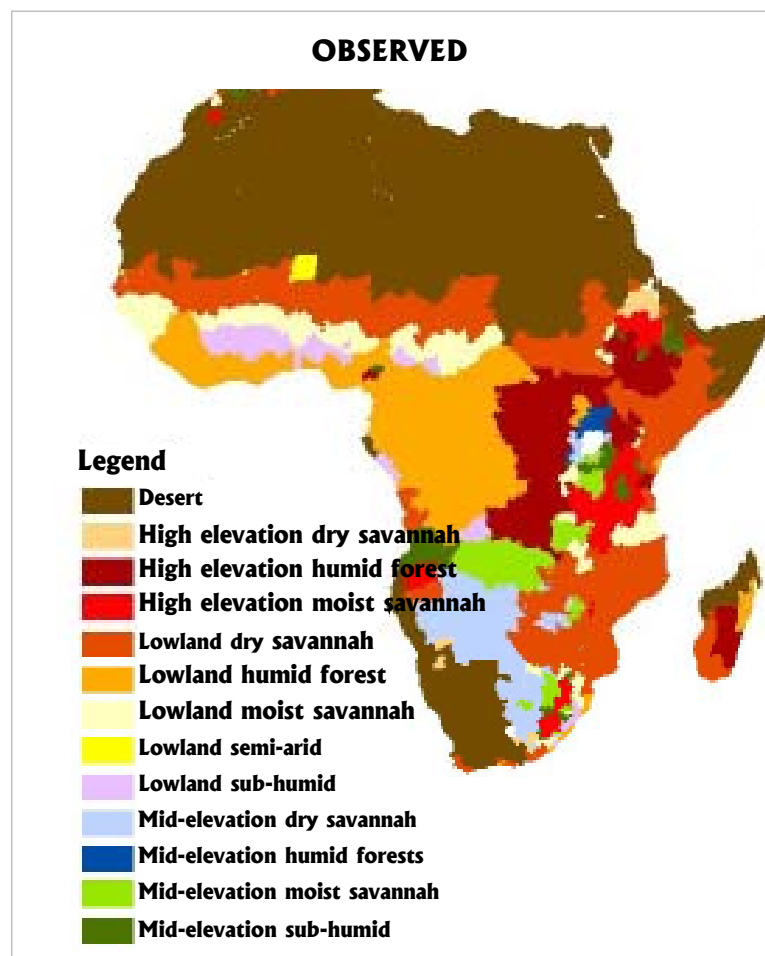 OBSERVED
Legend
Desert
High elevation dry savannah
High elevation humid forest
High elevation moist savannah
Lowland dry savannah
Lowland humid forest
Lowland moist savannah
Lowland semi-arid
Lowland sub-humid
Mid-elevation dry savannah
Mid-elevation humid forests
Mid-elevation moist savannah
Mid-elevation sub-humid